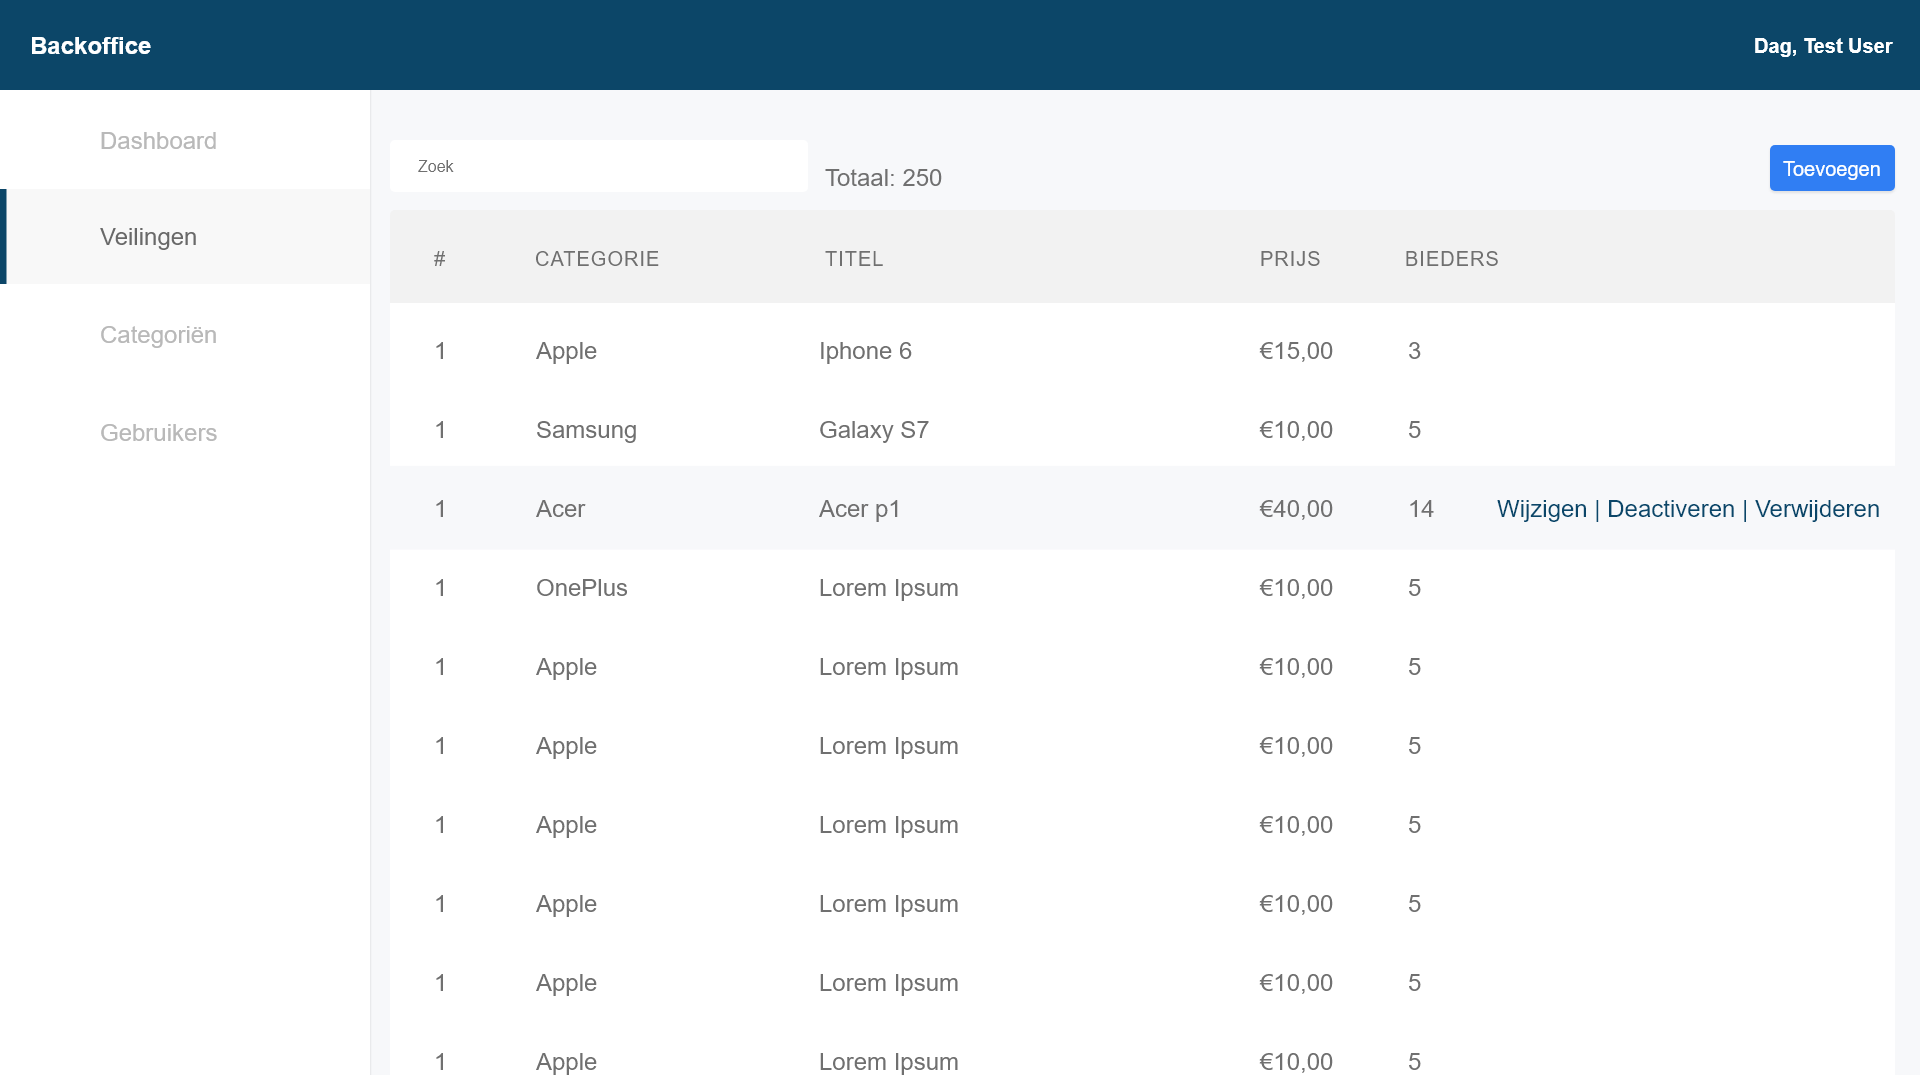 Backoffice
Dag, Test User
Dashboard
Veilingen
Categoriën
Gebruikers
Zoek
Totaal: 250
Toevoegen
# CATEGORIE TITEL PRIJS BIEDERS
1 Apple Iphone 6 €15,00 3
1 Samsung Galaxy S7 €10,00 5
1 Acer Acer p1 €40,00 14 Wijzigen | Deactiveren | Verwijderen
1 OnePlus Lorem Ipsum €10,00 5
1 Apple Lorem Ipsum €10,00 5
1 Apple Lorem Ipsum €10,00 5
1 Apple Lorem Ipsum €10,00 5
1 Apple Lorem Ipsum €10,00 5
1 Apple Lorem Ipsum €10,00 5
1 Apple Lorem Ipsum €10,00 5